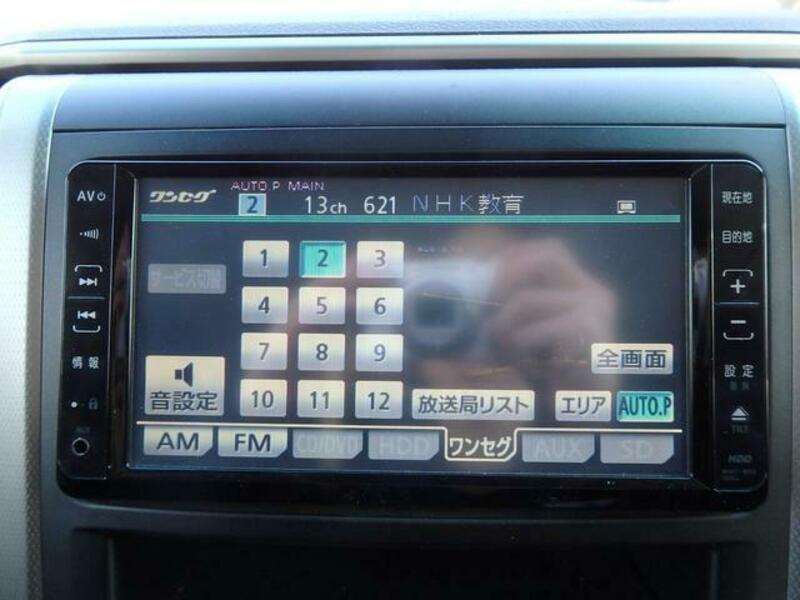 ワンセグ AUTO.P MAIN
2 13ch 621 NHK教育
サービス切替
1 2 3
4 5 6
7 8 9
10 11 12
音設定
放送局リスト
全画面
エリア AUTO.P
AM FM CD/DVD HDD ワンセグ AUX SD
AV
情報
AUX
現在地
目的地
+
-
設定
TILT
HDD